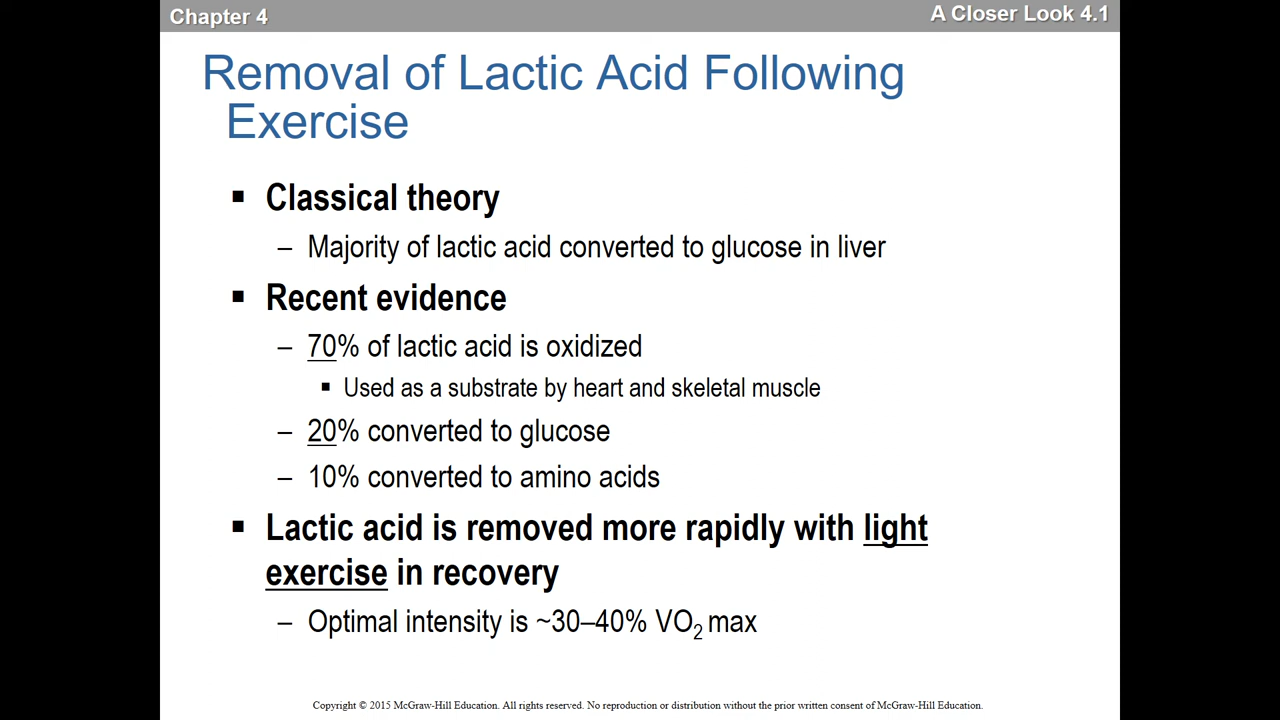 Chapter 4
A Closer Look 4.1
Removal of Lactic Acid Following
Exercise
▪ Classical theory
– Majority of lactic acid converted to glucose in liver
▪ Recent evidence
– 70% of lactic acid is oxidized
▪ Used as a substrate by heart and skeletal muscle
– 20% converted to glucose
– 10% converted to amino acids
▪ Lactic acid is removed more rapidly with light
exercise in recovery
– Optimal intensity is ~30–40% VO₂ max
Copyright © 2015 McGraw-Hill Education. All rights reserved. No reproduction or distribution without the prior written consent of McGraw-Hill Education.